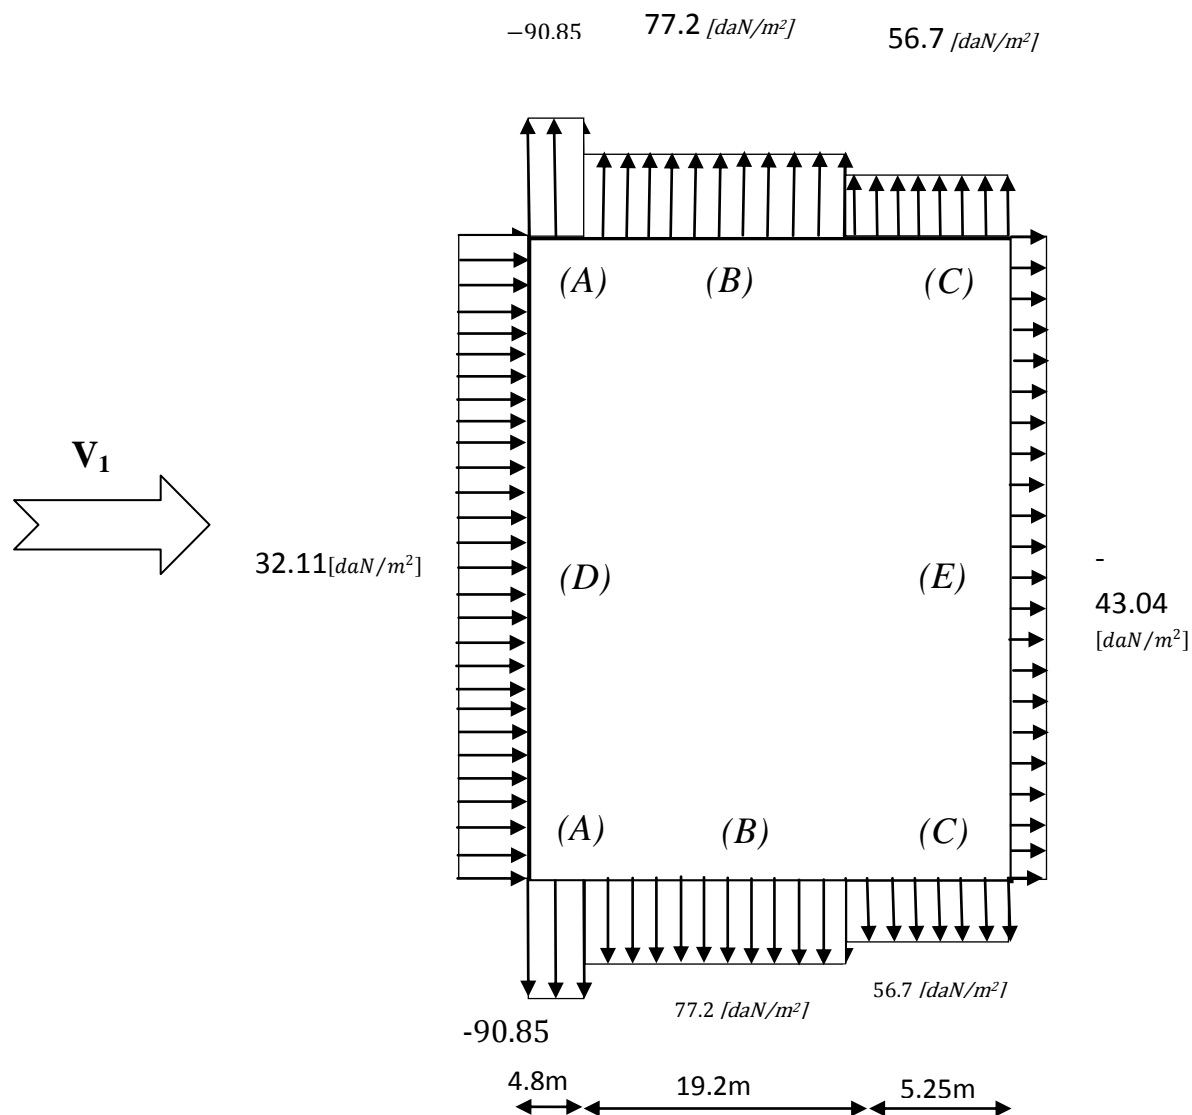 −90.85 77.2 [daN/m²] 56.7 [daN/m²]
(A) (B) (C)
V₁
32.11[daN/m²] (D) (E) -
43.04
[daN/m²]
(A) (B) (C)
77.2 [daN/m²] 56.7 [daN/m²]
-90.85
4.8m 19.2m 5.25m